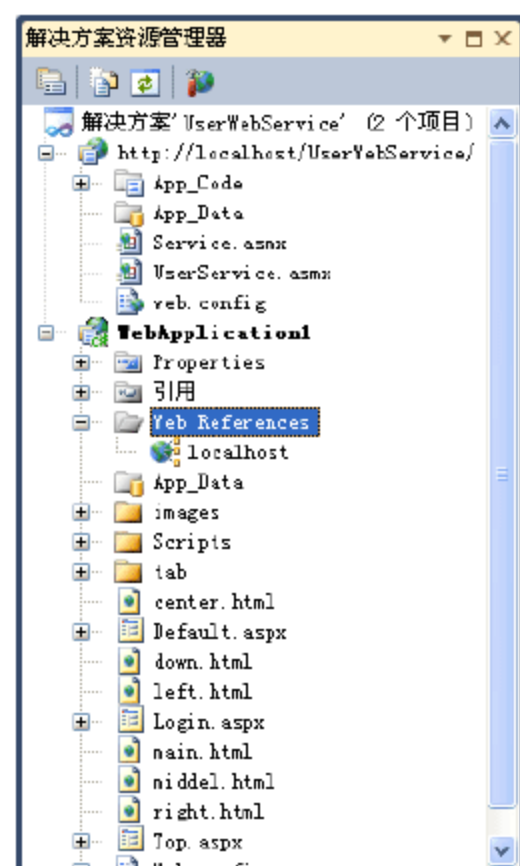 解决方案资源管理器
解决方案'UserWebService' (2 个项目)
http://localhost/UserWebService/
App_Code
App_Data
Service.asmx
UserService.asmx
web.config
WebApplication1
Properties
引用
Web References
localhost
App_Data
images
Scripts
tab
center.html
Default.aspx
down.html
left.html
Login.aspx
main.html
middel.html
right.html
Top.aspx